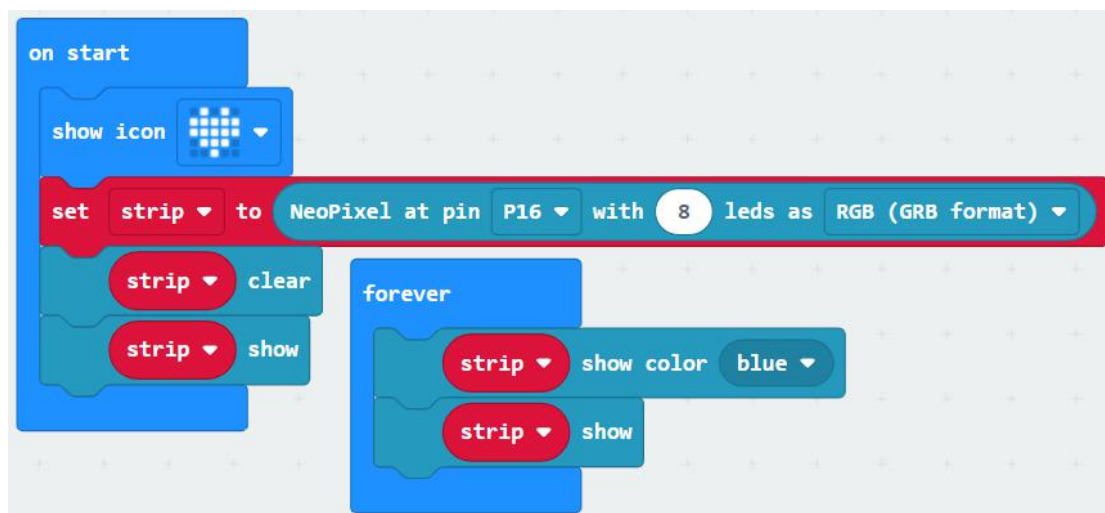 on start
show icon
set strip to NeoPixel at pin P16 with 8 leds as RGB (GRB format)
strip clear
strip show
forever
strip show color blue
strip show